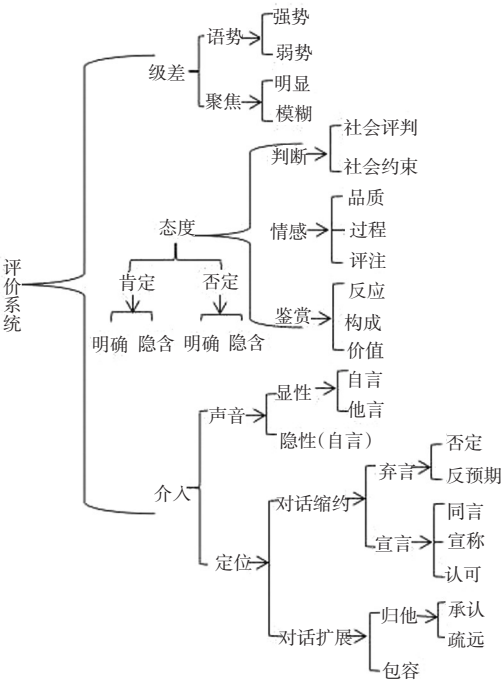 评价系统
级差
语势
强势
弱势
聚焦
明显
模糊
态度
肯定
明确
隐含
否定
明确
隐含
判断
社会评判
社会约束
情感
品质
过程
评注
鉴赏
反应
构成
价值
介入
声音
显性
自言
他言
隐性(自言)
定位
对话缩约
弃言
否定
反预期
宣言
同言
宣称
认可
对话扩展
归他
承认
疏远
包容